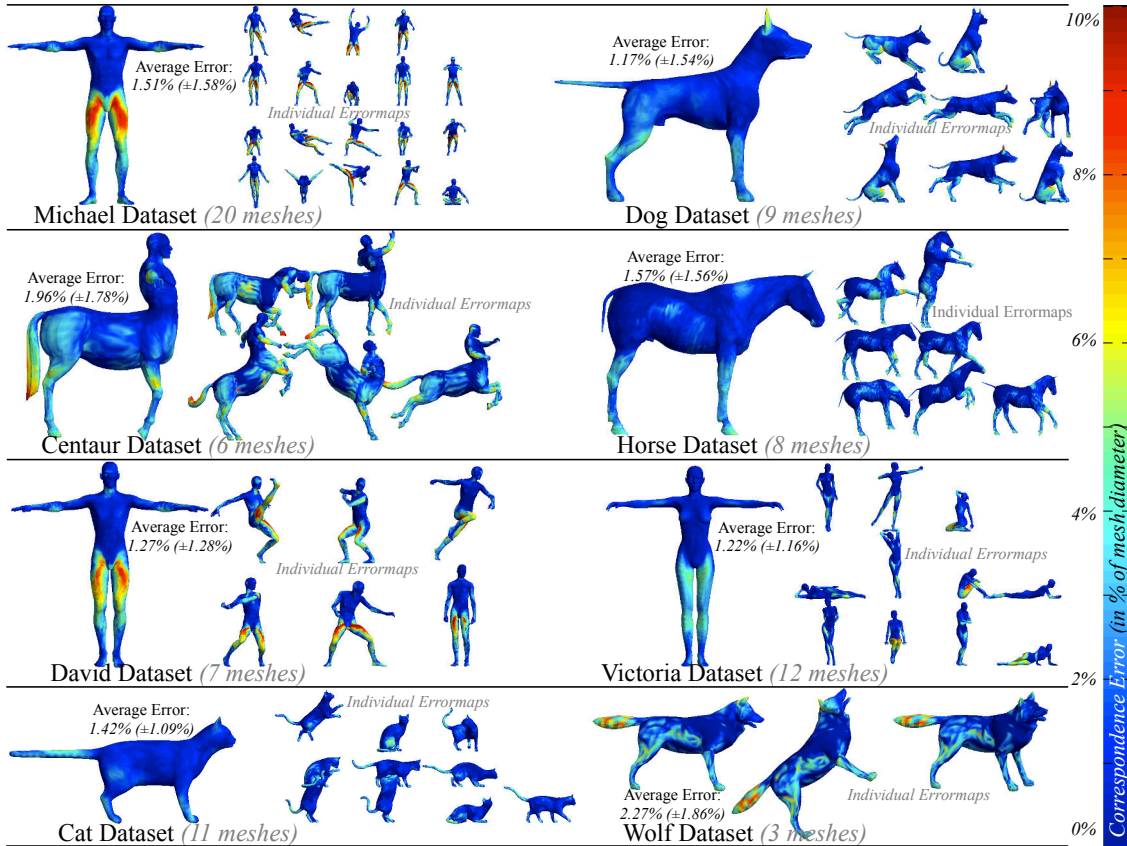 Average Error:
1.51% (±1.58%)
Individual Errormaps
Michael Dataset (20 meshes)
Average Error:
1.17% (±1.54%)
Individual Errormaps
Dog Dataset (9 meshes)
Average Error:
1.96% (±1.78%)
Individual Errormaps
Centaur Dataset (6 meshes)
Average Error:
1.57% (±1.56%)
Individual Errormaps
Horse Dataset (8 meshes)
Average Error:
1.27% (±1.28%)
Individual Errormaps
David Dataset (7 meshes)
Average Error:
1.22% (±1.16%)
Individual Errormaps
Victoria Dataset (12 meshes)
Average Error:
1.42% (±1.09%)
Individual Errormaps
Cat Dataset (11 meshes)
Average Error:
2.27% (±1.86%)
Individual Errormaps
Wolf Dataset (3 meshes)
10%
8%
6%
4%
2%
0%
Correspondence Error (in % of mesh diameter)